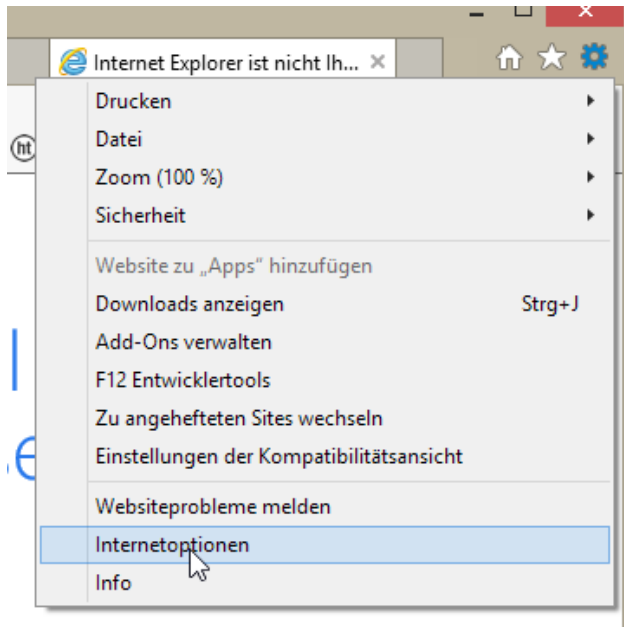 Internet Explorer ist nicht Ih...
Drucken
Datei
ht
Zoom (100 %)
Sicherheit
Website zu „Apps“ hinzufügen
Downloads anzeigen Strg+J
Add-Ons verwalten
F12 Entwicklertools
Zu angehefteten Sites wechseln
Einstellungen der Kompatibilitätsansicht
Websiteprobleme melden
Internetoptionen
Info